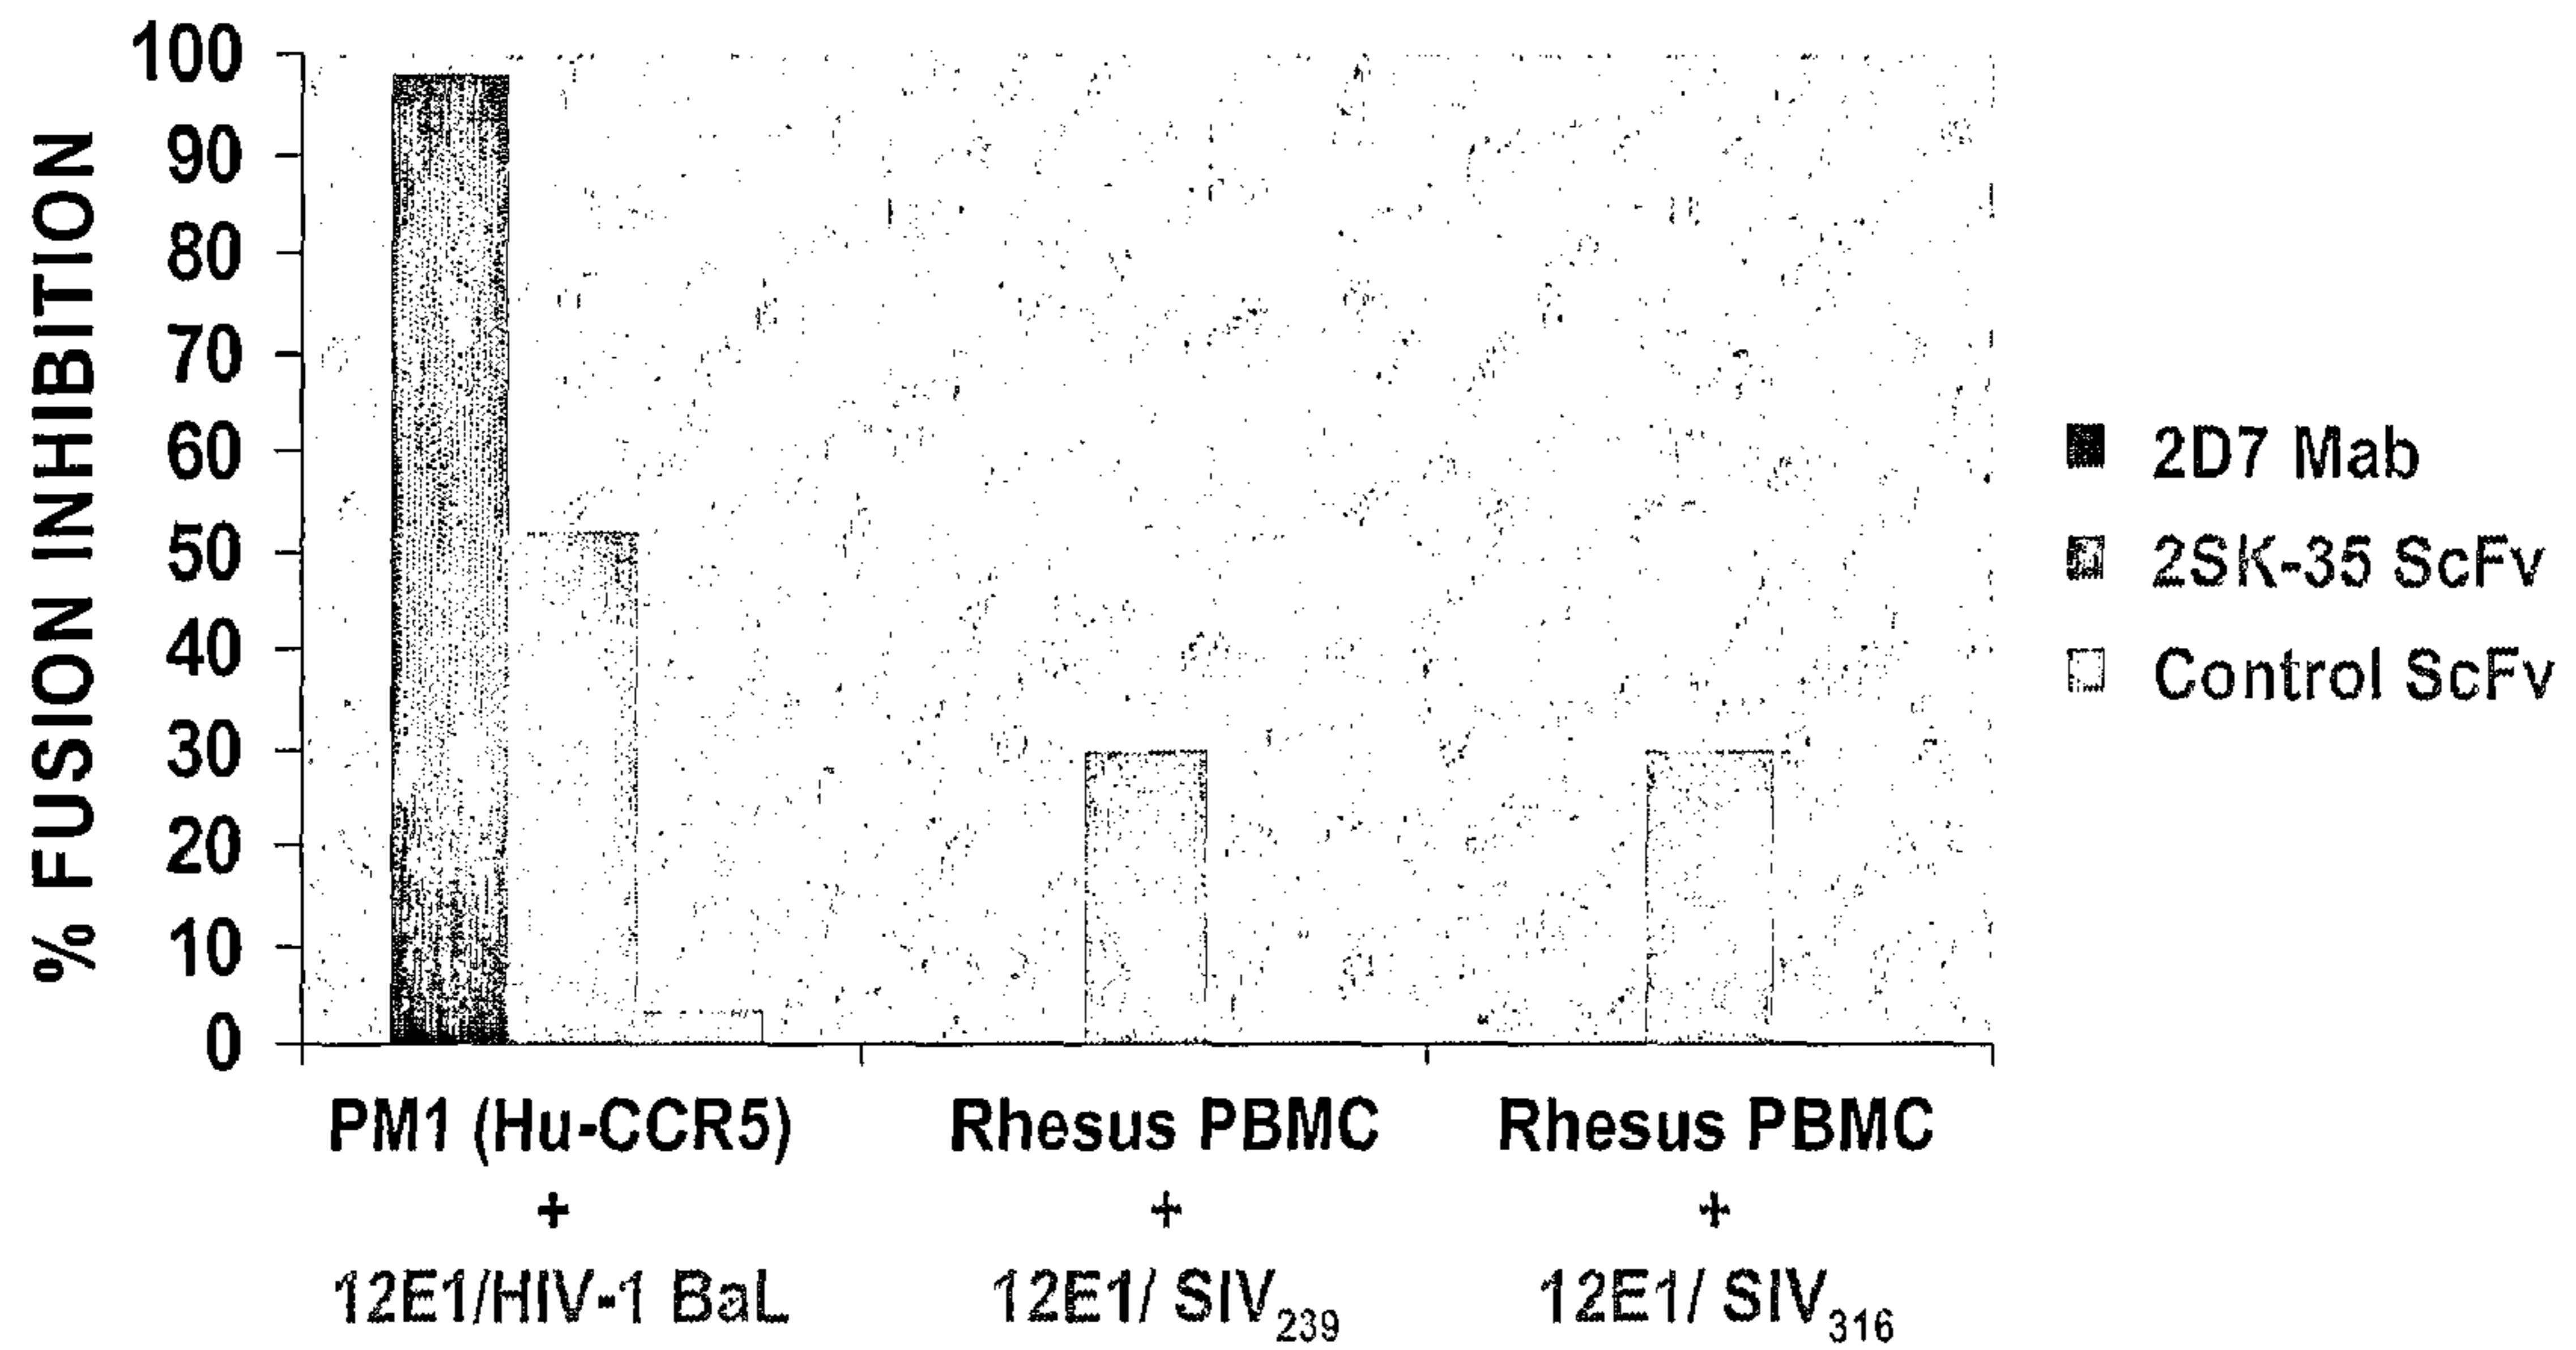 % FUSION INHIBITION
100
90
80
70
60
50
40
30
20
10
0
PM1 (Hu-CCR5)
+
12E1/HIV-1 BaL
Rhesus PBMC
+
12E1/ SIV239
Rhesus PBMC
+
12E1/ SIV316
2D7 Mab
2SK-35 ScFv
Control ScFv